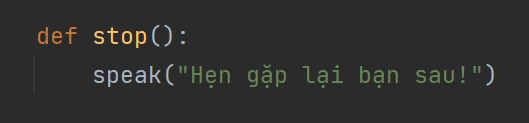 def stop():
    speak("Hẹn gặp lại bạn sau!")